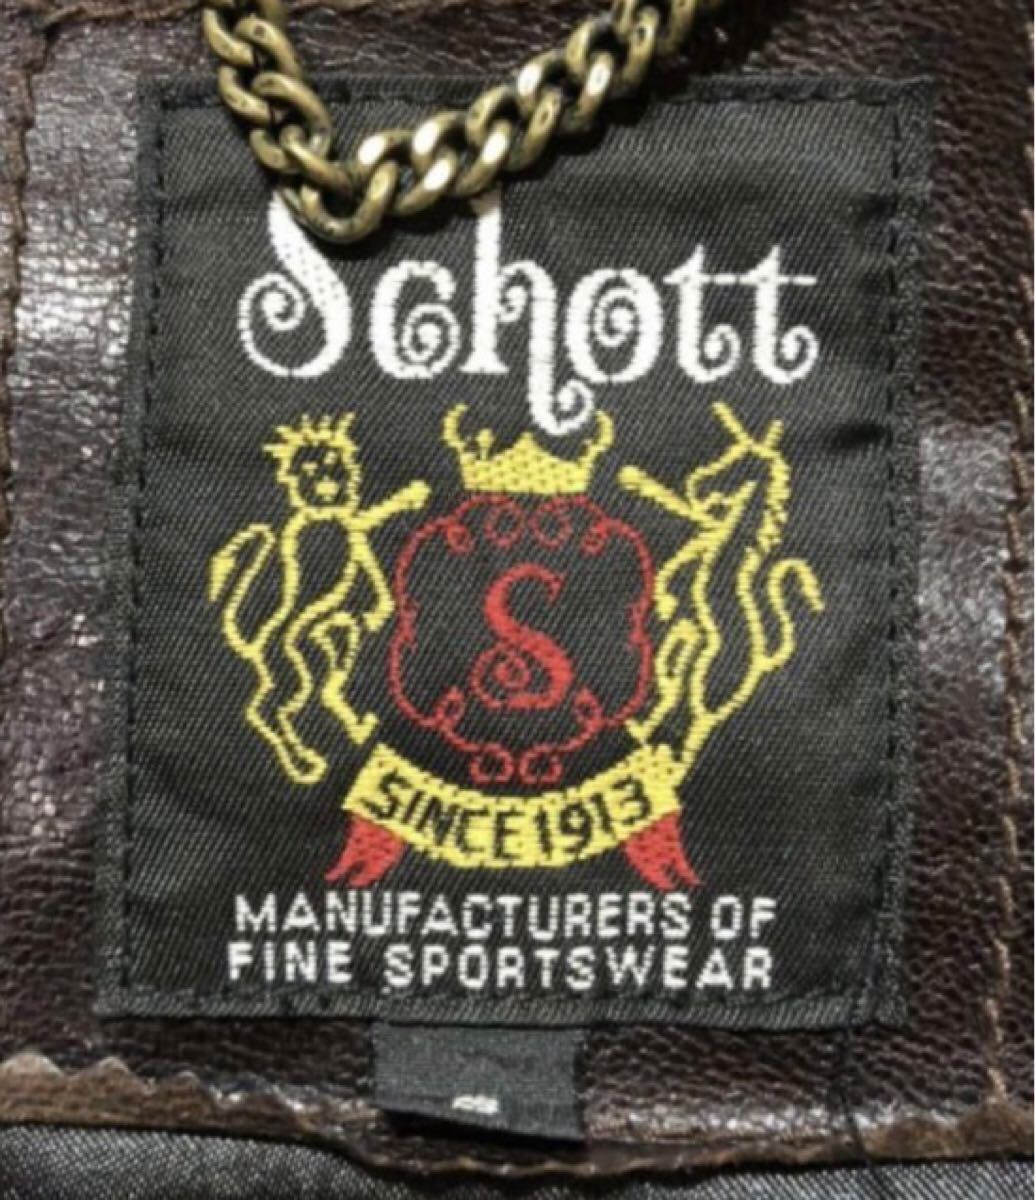 Schott
S
SINCE 1913
MANUFACTURERS OF
FINE SPORTSWEAR